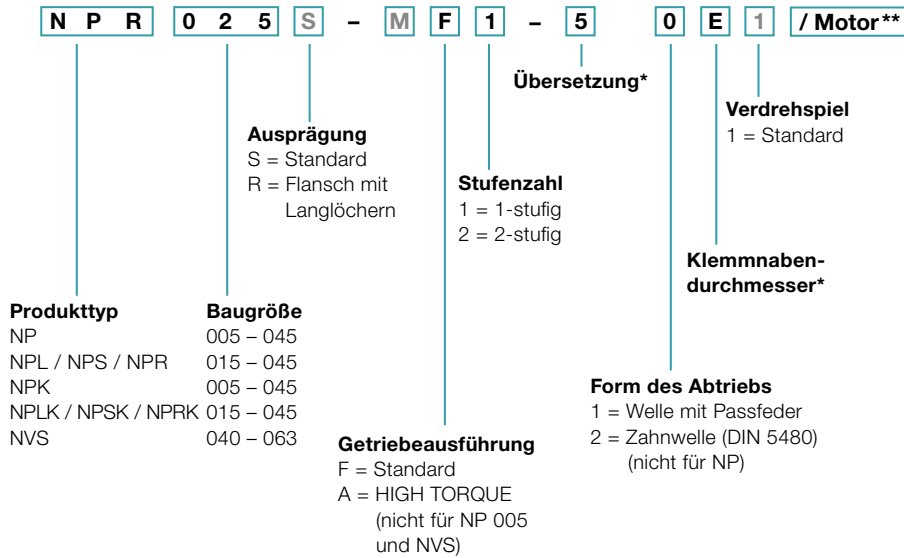 N P R 0 2 5 S – M F 1 – 5 0 E 1 / Motor**
Übersetzung*
Verdrehspiel
1 = Standard
Ausprägung
S = Standard
R = Flansch mit
Langlöchern
Stufenzahl
1 = 1-stufig
2 = 2-stufig
Klemmnaben-
durchmesser*
Produkttyp Baugröße
NP 005 – 045
NPL / NPS / NPR 015 – 045
NPK 005 – 045
NPLK / NPSK / NPRK 015 – 045
NVS 040 – 063
Form des Abtriebs
1 = Welle mit Passfeder
2 = Zahnwelle (DIN 5480)
(nicht für NP)
Getriebeausführung
F = Standard
A = HIGH TORQUE
(nicht für NP 005
und NVS)